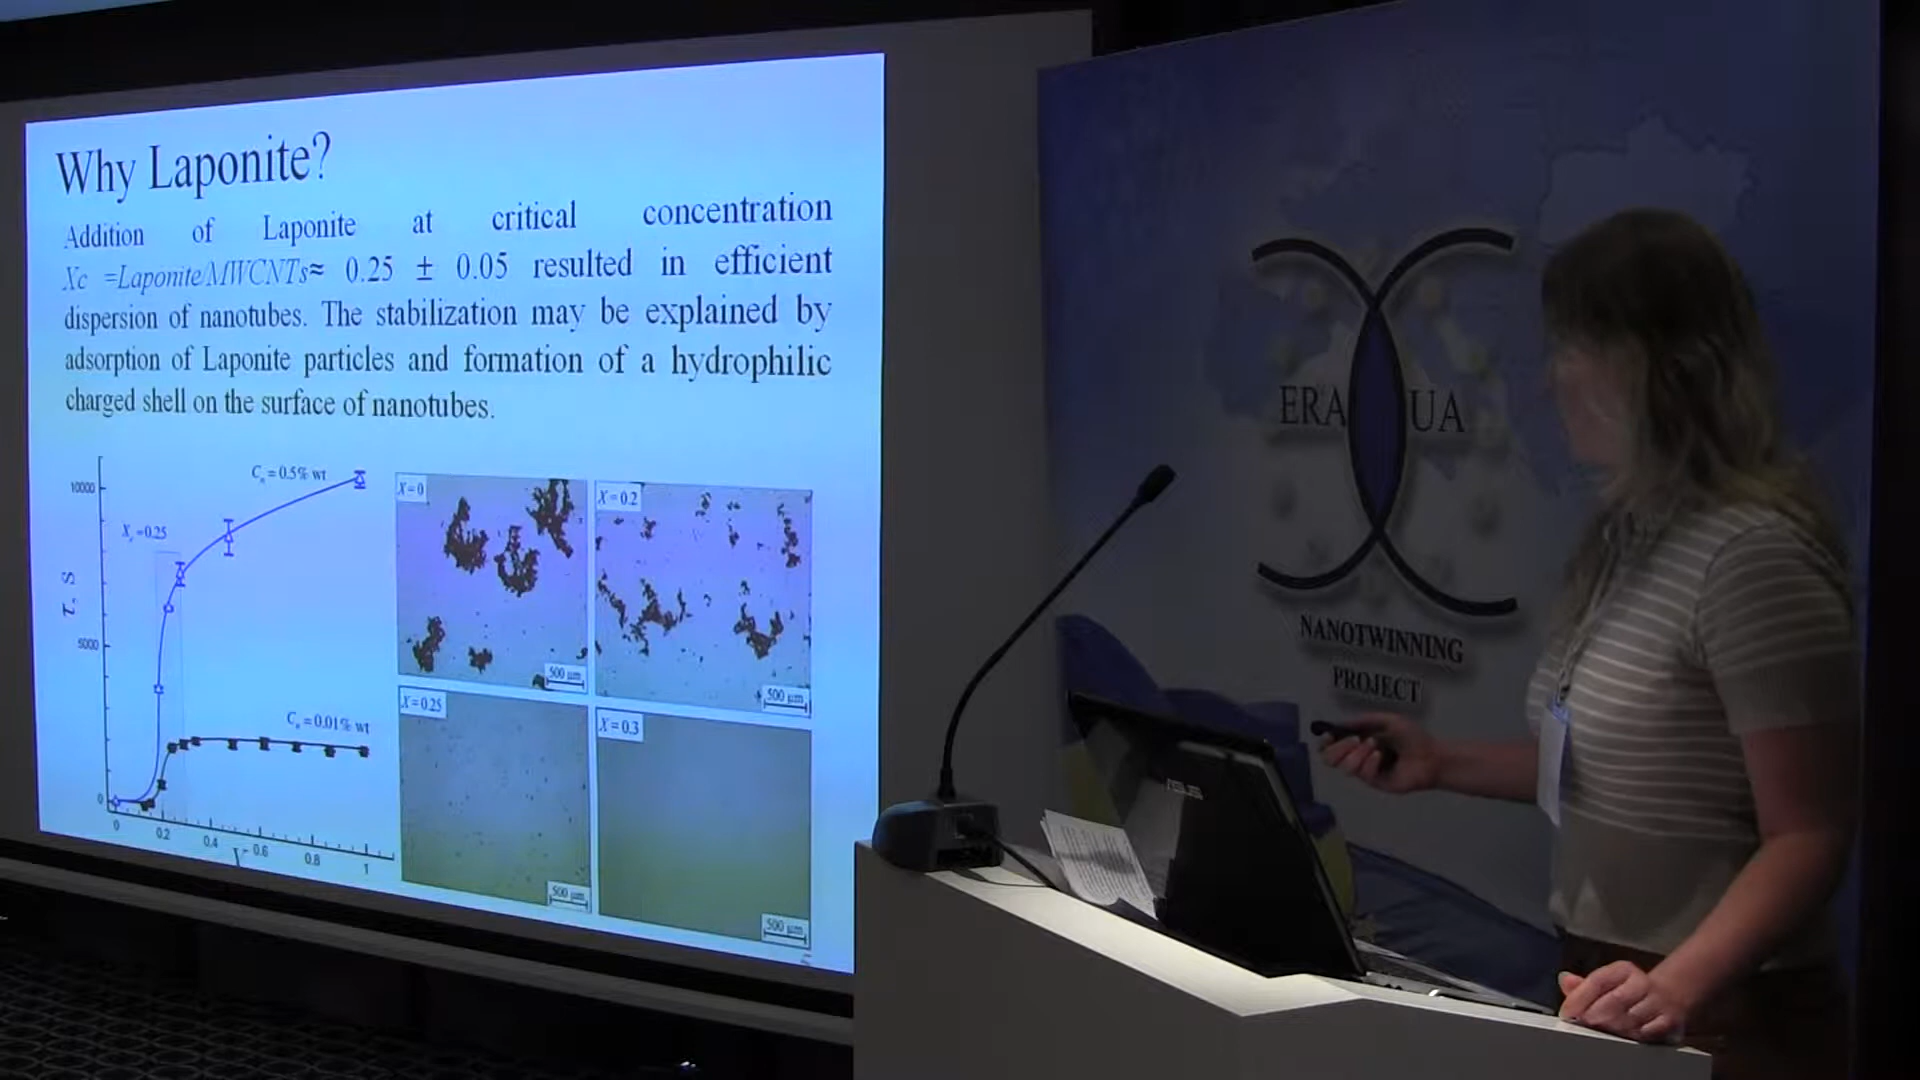 Why Laponite?
Addition of Laponite at critical concentration
Xc =Laponite/MWCNTs≈ 0.25 ± 0.05 resulted in efficient
dispersion of nanotubes. The stabilization may be explained by
adsorption of Laponite particles and formation of a hydrophilic
charged shell on the surface of nanotubes.
10000
5000
0
τ, s
Cₙ = 0.5% wt
X꜀ =0.25
Cₙ = 0.01% wt
0 0.2 0.4 0.6 0.8 1
X=0
500 μm
X=0.2
500 μm
X=0.25
500 μm
X=0.3
500 μm
ERA UA
NANOTWINNING
PROJECT
ASUS